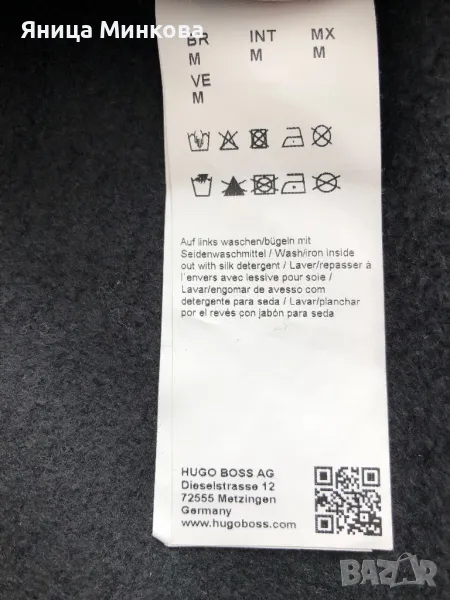 Яница Минкова
BR INT MX
M M M
VE
M
Auf links waschen/bügeln mit
Seidenwaschmittel / Wash/iron inside
out with silk detergent / Laver/repasser à
l´envers avec lessive pour soie /
Lavar/engomar de avesso com
detergente para seda / Lavar/planchar
por el revés con jabón para seda
HUGO BOSS AG
Dieselstrasse 12
72555 Metzingen
Germany
www.hugoboss.com
BAZAR